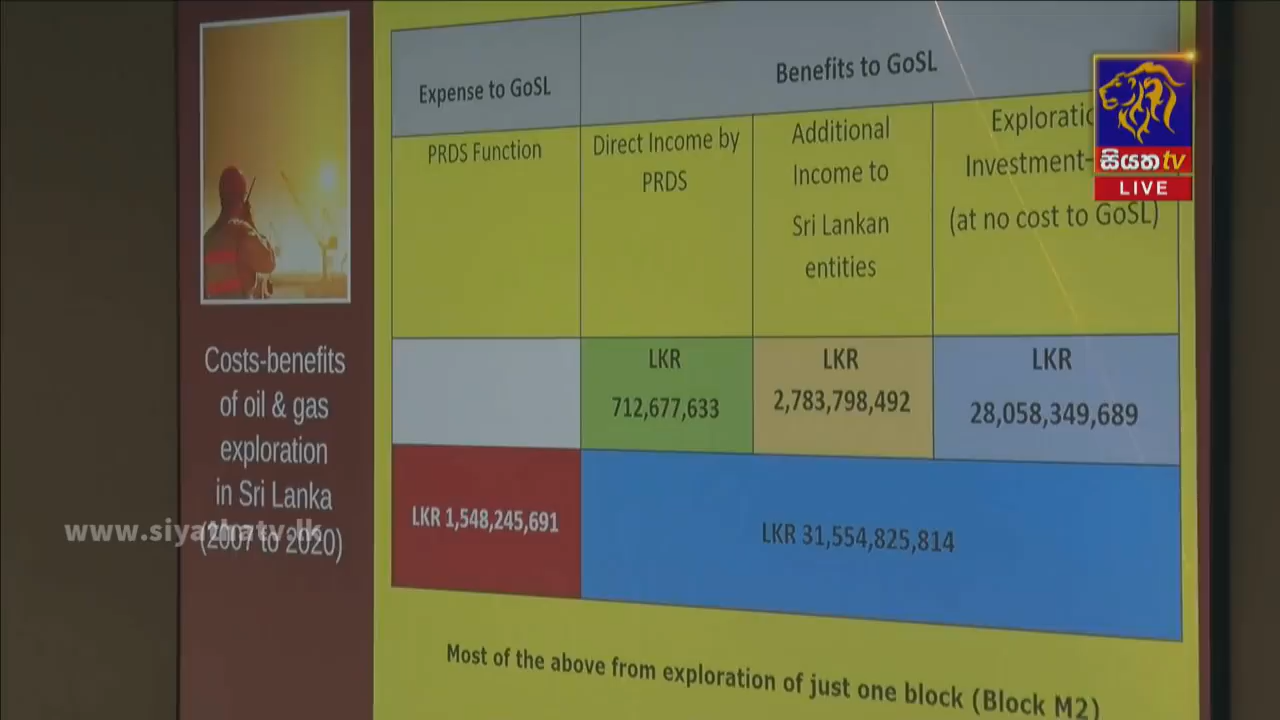 Expense to GoSL
Benefits to GoSL
PRDS Function
Direct Income by
PRDS
Additional
Income to
Sri Lankan
entities
Investment-
(at no cost to GoSL)
LKR
712,677,633
LKR
2,783,798,492
LKR
28,058,349,689
LKR 1,548,245,691
LKR 31,554,825,814
Most of the above from exploration of just one block (Block M2)
Costs-benefits
of oil & gas
exploration
in Sri Lanka
(2007 to 2020)
www.siyathatv.lk
සියත tv
LIVE